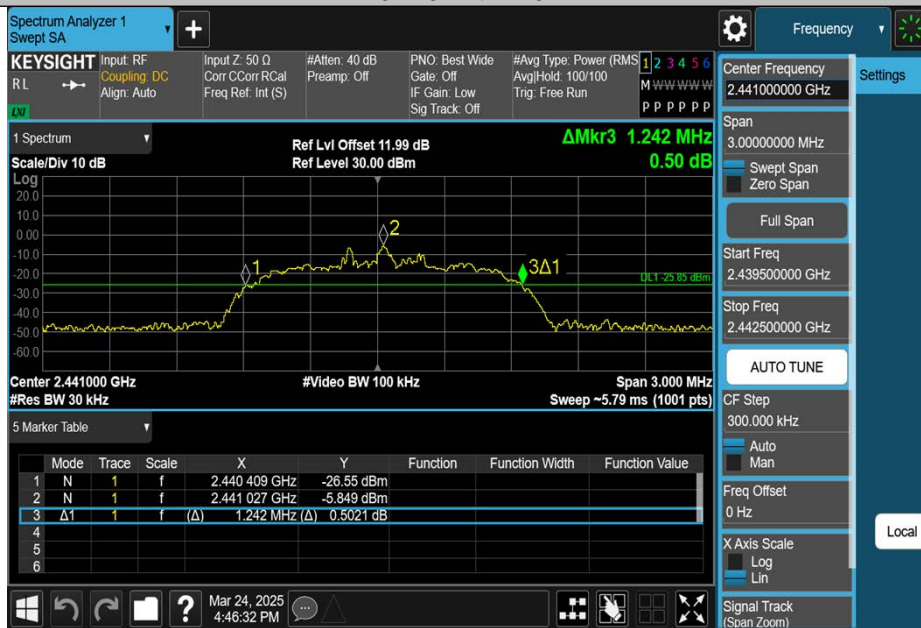 Spectrum Analyzer 1
Swept SA
Frequency
KEYSIGHT
R L
LXI
Input: RF
Coupling: DC
Align: Auto
Input Z: 50 Ω
Corr CCorr RCal
Freq Ref: Int (S)
#Atten: 40 dB
Preamp: Off
PNO: Best Wide
Gate: Off
IF Gain: Low
Sig Track: Off
#Avg Type: Power (RMS
Avg|Hold: 100/100
Trig: Free Run
1 2 3 4 5 6
M W W W W W
P P P P P P
1 Spectrum
Scale/Div 10 dB
Ref Lvl Offset 11.99 dB
Ref Level 30.00 dBm
ΔMkr3 1.242 MHz
0.50 dB
Log
20.0
10.0
0.00
-10.0
-20.0
-30.0
-40.0
-50.0
-60.0
1
2
3Δ1
DL1 -25.85 dBm
Center 2.441000 GHz
#Video BW 100 kHz
Span 3.000 MHz
#Res BW 30 kHz
Sweep ~5.79 ms (1001 pts)
5 Marker Table
Mode Trace Scale X Y Function Function Width Function Value
1 N 1 f 2.440 409 GHz -26.55 dBm
2 N 1 f 2.441 027 GHz -5.849 dBm
3 Δ1 1 f (Δ) 1.242 MHz (Δ) 0.5021 dB
4
5
6
?
Mar 24, 2025
4:46:32 PM
Center Frequency
2.441000000 GHz
Settings
Span
3.00000000 MHz
Swept Span
Zero Span
Full Span
Start Freq
2.439500000 GHz
Stop Freq
2.442500000 GHz
AUTO TUNE
CF Step
300.000 kHz
Auto
Man
Freq Offset
0 Hz
Local
X Axis Scale
Log
Lin
Signal Track
(Span Zoom)